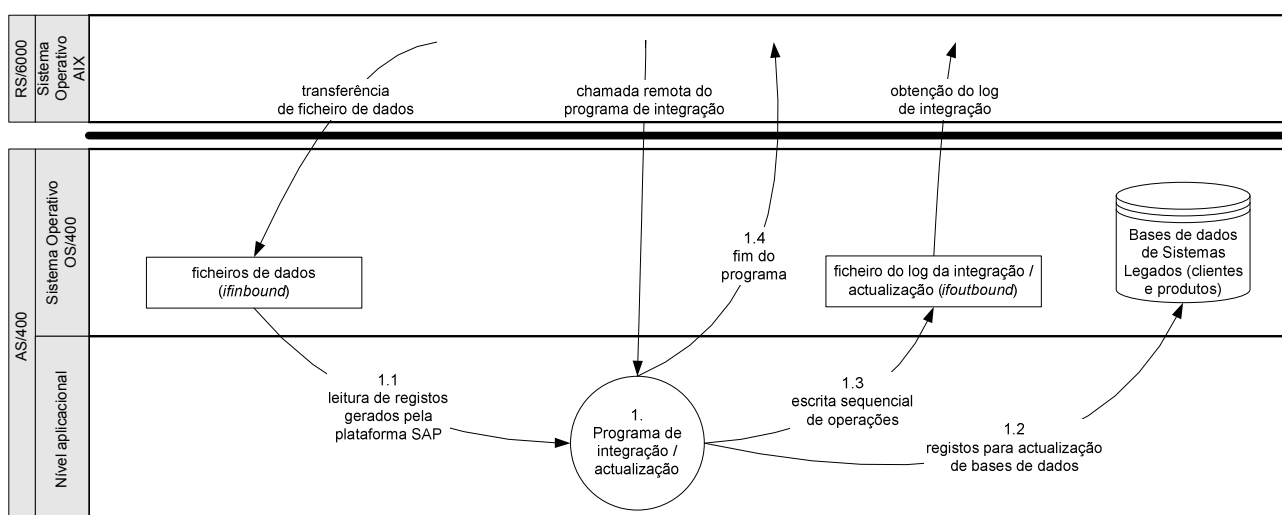 RS/6000
Sistema
Operativo
AIX
transferência
de ficheiro de dados
chamada remota do
programa de integração
obtenção do log
de integração
AS/400
Sistema Operativo
OS/400
ficheiros de dados
(ifinbound)
1.4
fim do
programa
ficheiro do log da integração /
actualização (ifoutbound)
Bases de dados
de Sistemas
Legados (clientes
e produtos)
Nível aplicacional
1.1
leitura de registos
gerados pela
plataforma SAP
1.
Programa de
integração /
actualização
1.3
escrita sequencial
de operações
1.2
registos para actualização
de bases de dados